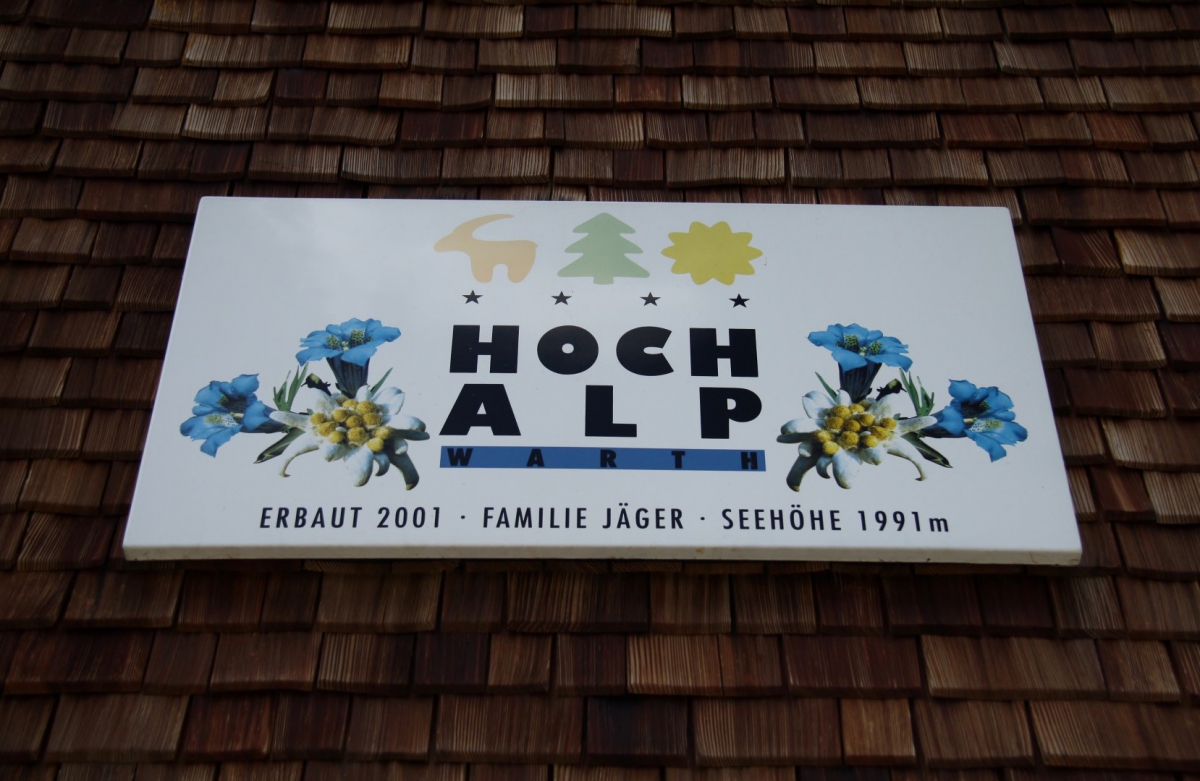 HOCH
ALP
WARTH
ERBAUT 2001 · FAMILIE JÄGER · SEEHÖHE 1991m